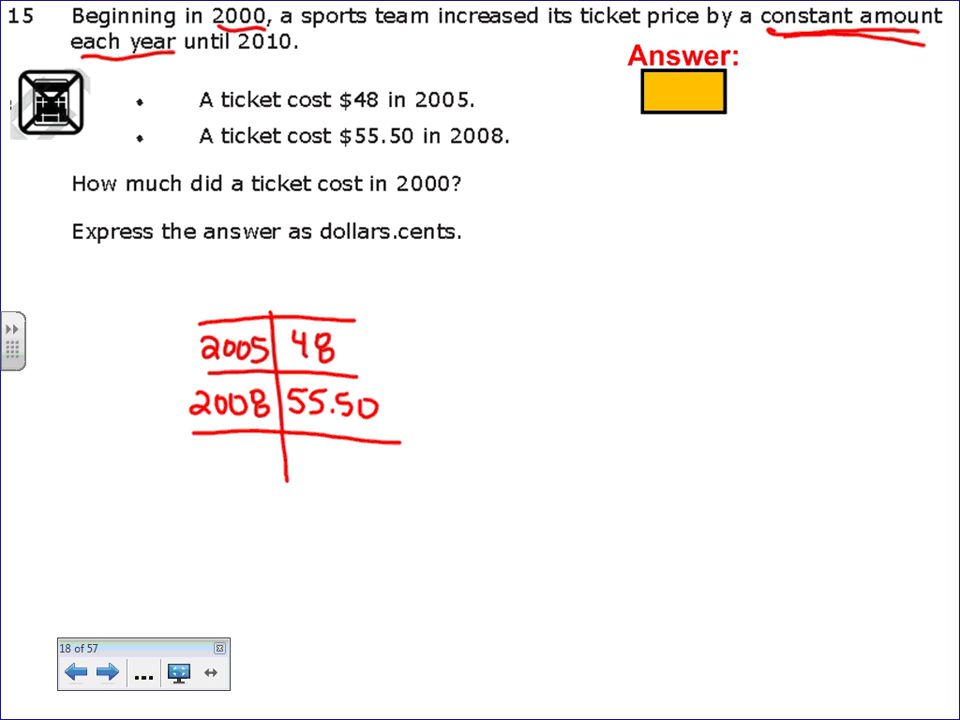 15 Beginning in 2000, a sports team increased its ticket price by a constant amount
each year until 2010.
Answer:
• A ticket cost $48 in 2005.
• A ticket cost $55.50 in 2008.
How much did a ticket cost in 2000?
Express the answer as dollars.cents.
2005 48
2008 55.50
18 of 57
...